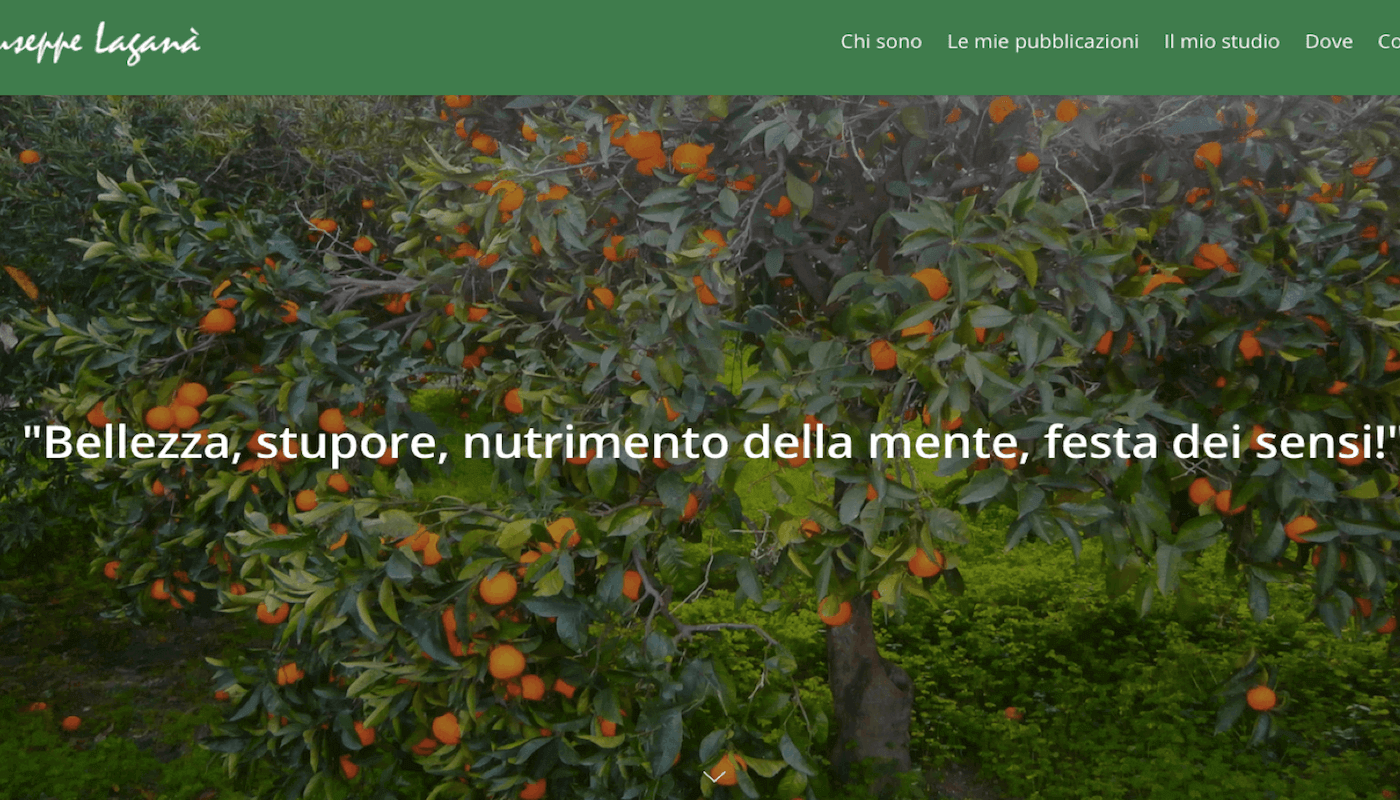 useppe Laganà
Chi sono Le mie pubblicazioni Il mio studio Dove Co
"Bellezza, stupore, nutrimento della mente, festa dei sensi!"